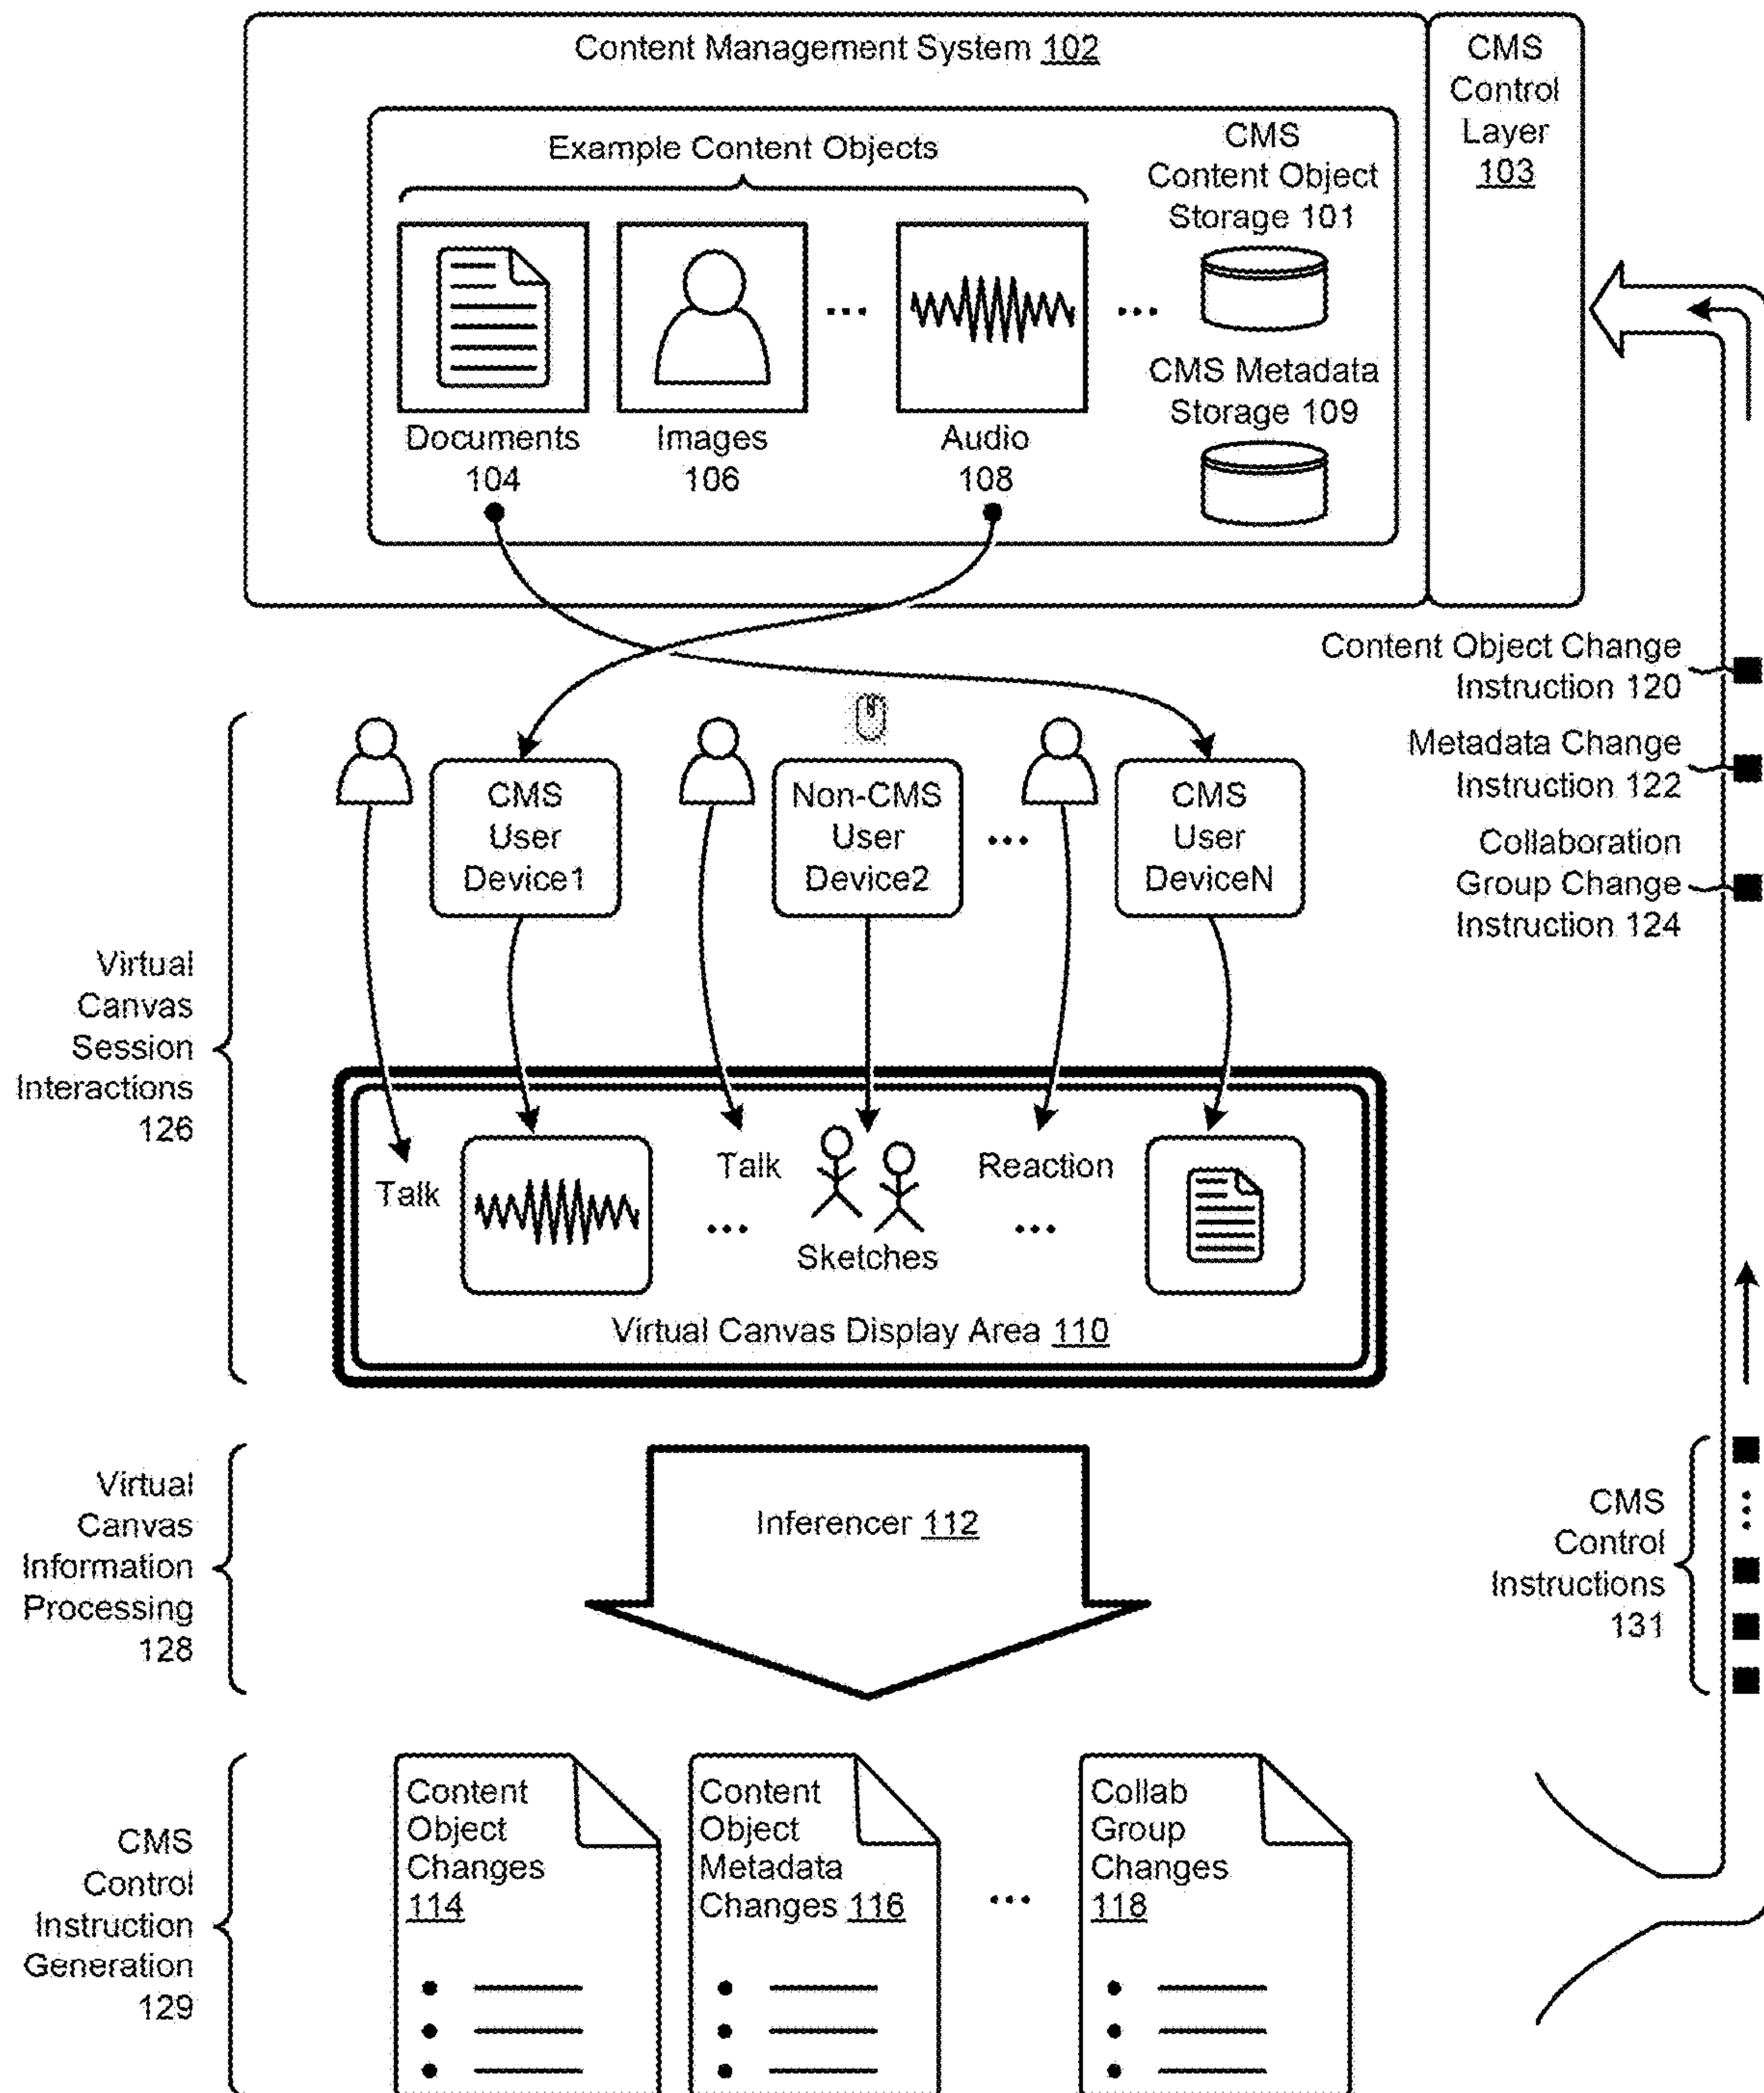 Content Management System 102
CMS
Control
Layer
103
Example Content Objects
CMS
Content Object
Storage 101
CMS Metadata
Storage 109
Documents
104
Images
106
Audio
108
Content Object Change
Instruction 120
Metadata Change
Instruction 122
Collaboration
Group Change
Instruction 124
CMS
User
Device1
Non-CMS
User
Device2
CMS
User
DeviceN
Virtual
Canvas
Session
Interactions
126
Talk
Talk
Sketches
Reaction
Virtual Canvas Display Area 110
Virtual
Canvas
Information
Processing
128
Inferencer 112
CMS
Control
Instructions
131
CMS
Control
Instruction
Generation
129
Content
Object
Changes
114
Content
Object
Metadata
Changes 116
Collab
Group
Changes
118